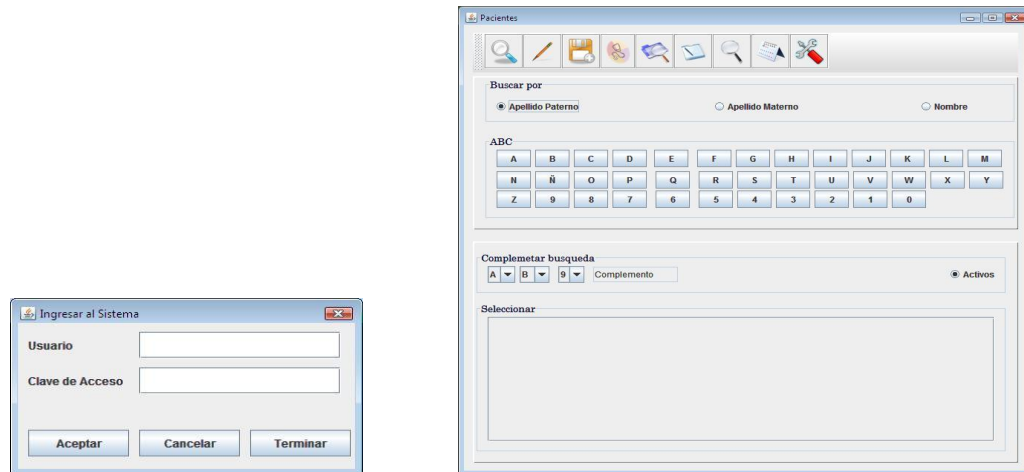 Pacientes
Buscar por
Apellido Paterno Apellido Materno Nombre
ABC
A B C D E F G H I J K L M
N Ñ O P Q R S T U V W X Y
Z 9 8 7 6 5 4 3 2 1 0
Complemetar busqueda
A B 9 Complemento Activos
Seleccionar
Ingresar al Sistema
Usuario
Clave de Acceso
Aceptar Cancelar Terminar